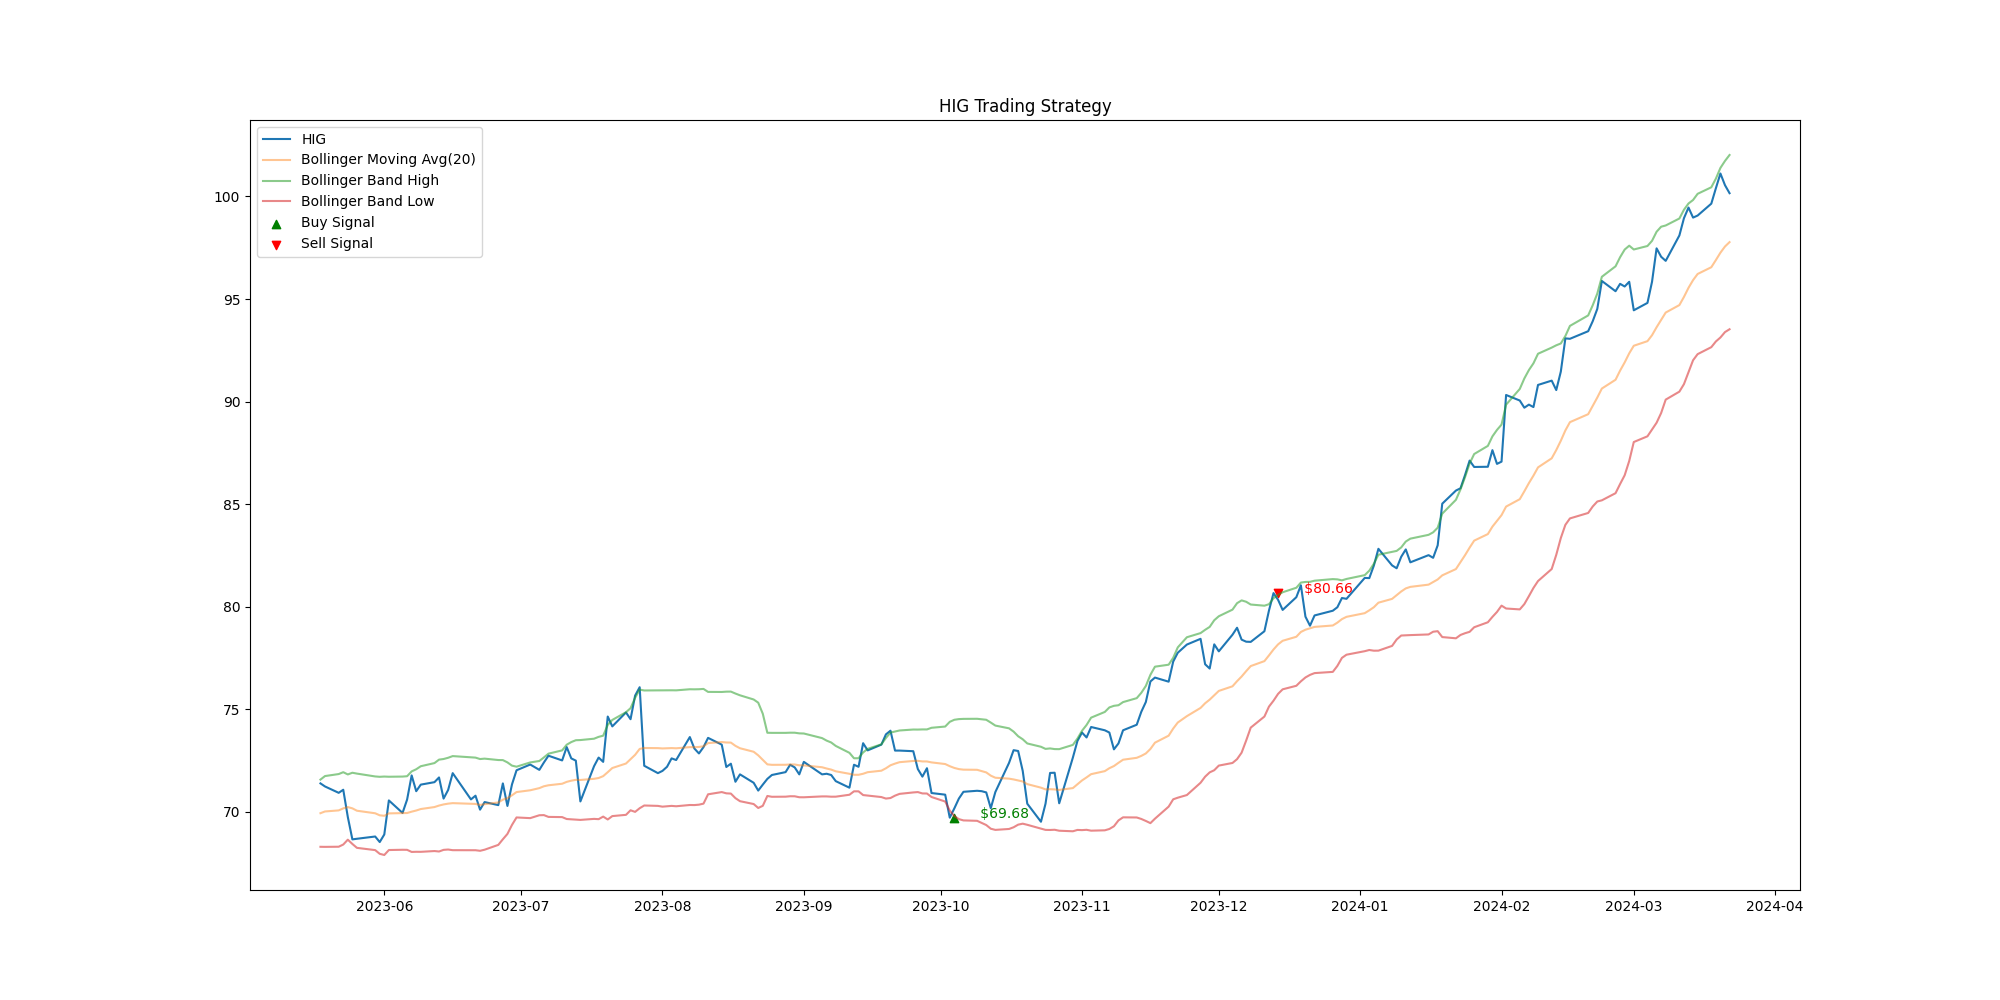 HIG Trading Strategy
HIG
Bollinger Moving Avg(20)
Bollinger Band High
Bollinger Band Low
Buy Signal
Sell Signal
100
95
90
85
80
75
70
$80.66
$69.68
2023-06 2023-07 2023-08 2023-09 2023-10 2023-11 2023-12 2024-01 2024-02 2024-03 2024-04